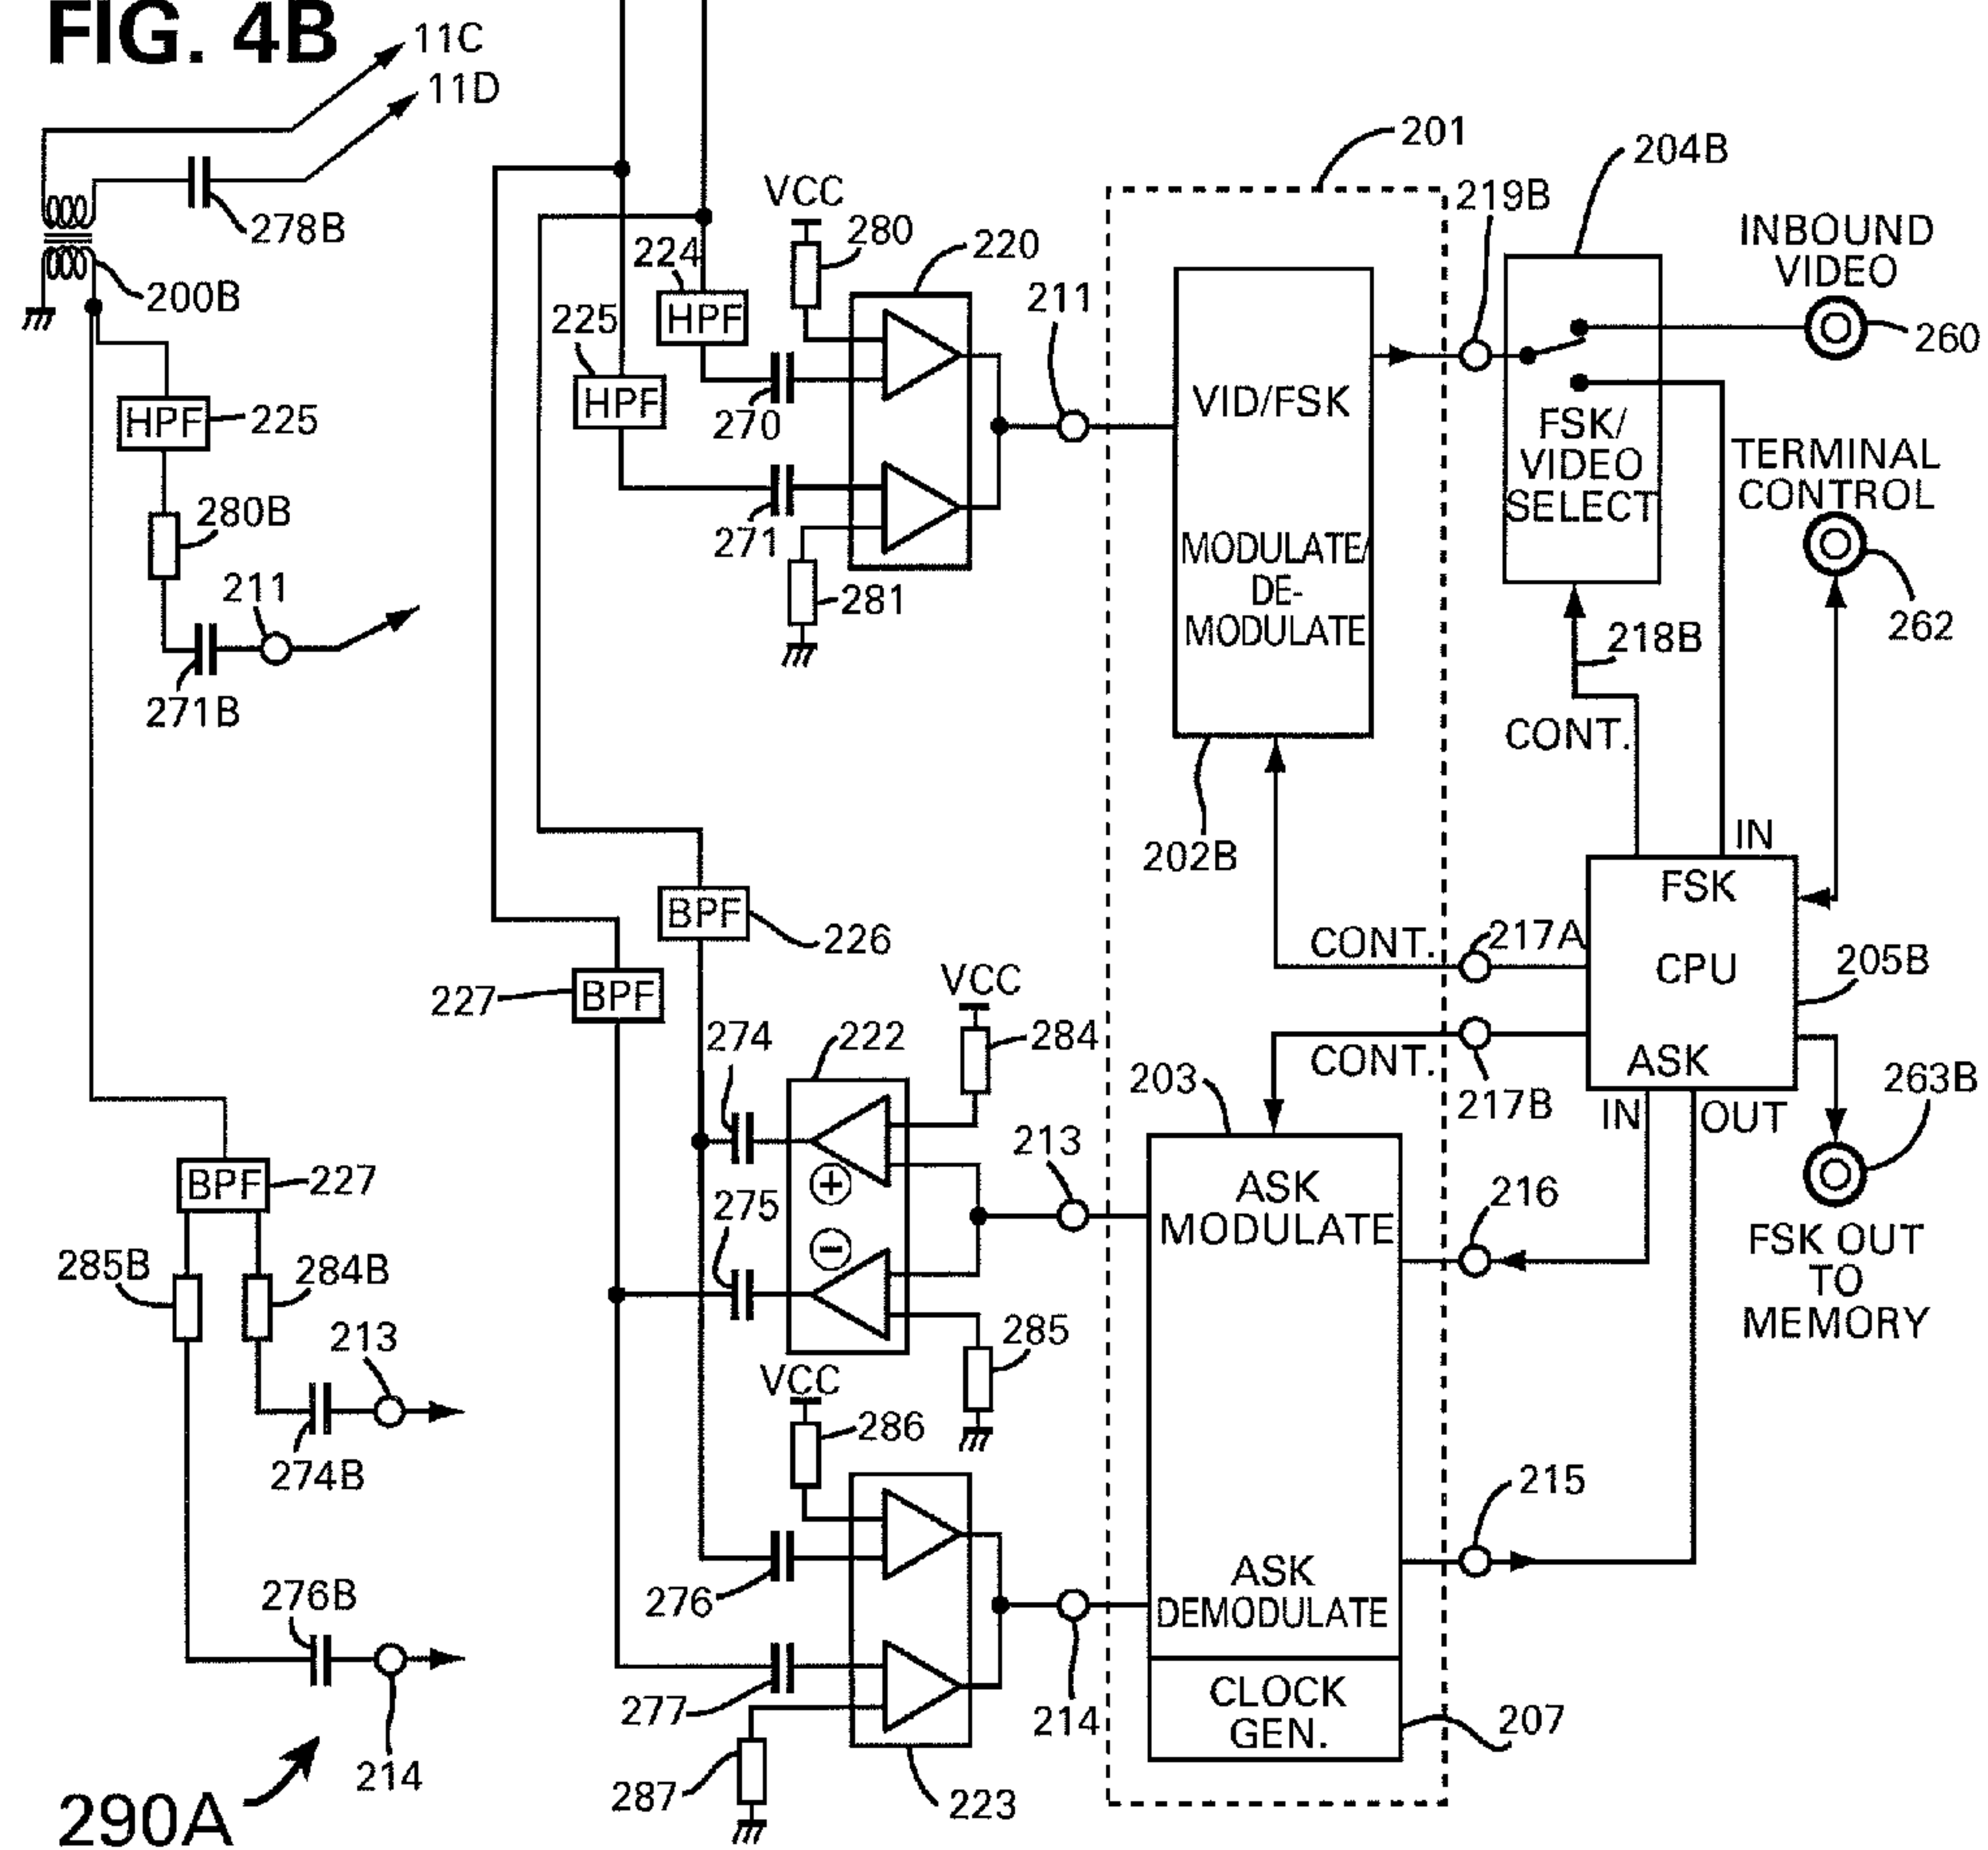 FIG. 4B
11C
11D
278B
200B
HPF
225
280B
211
271B
BPF
227
285B
284B
213
274B
276B
214
290A
VCC
280
220
224
HPF
225
HPF
270
271
281
211
201
VID/FSK
MODULATE/
DE-
MODULATE
202B
219B
204B
FSK/
VIDEO
SELECT
INBOUND
VIDEO
260
TERMINAL
CONTROL
262
218B
CONT.
IN
FSK
CPU
ASK
205B
CONT.
217A
CONT.
217B
IN
OUT
263B
FSK OUT
TO
MEMORY
BPF
226
227
BPF
VCC
274
222
284
275
+
−
285
213
203
ASK
MODULATE
216
VCC
286
276
277
287
223
214
ASK
DEMODULATE
CLOCK
GEN.
215
207